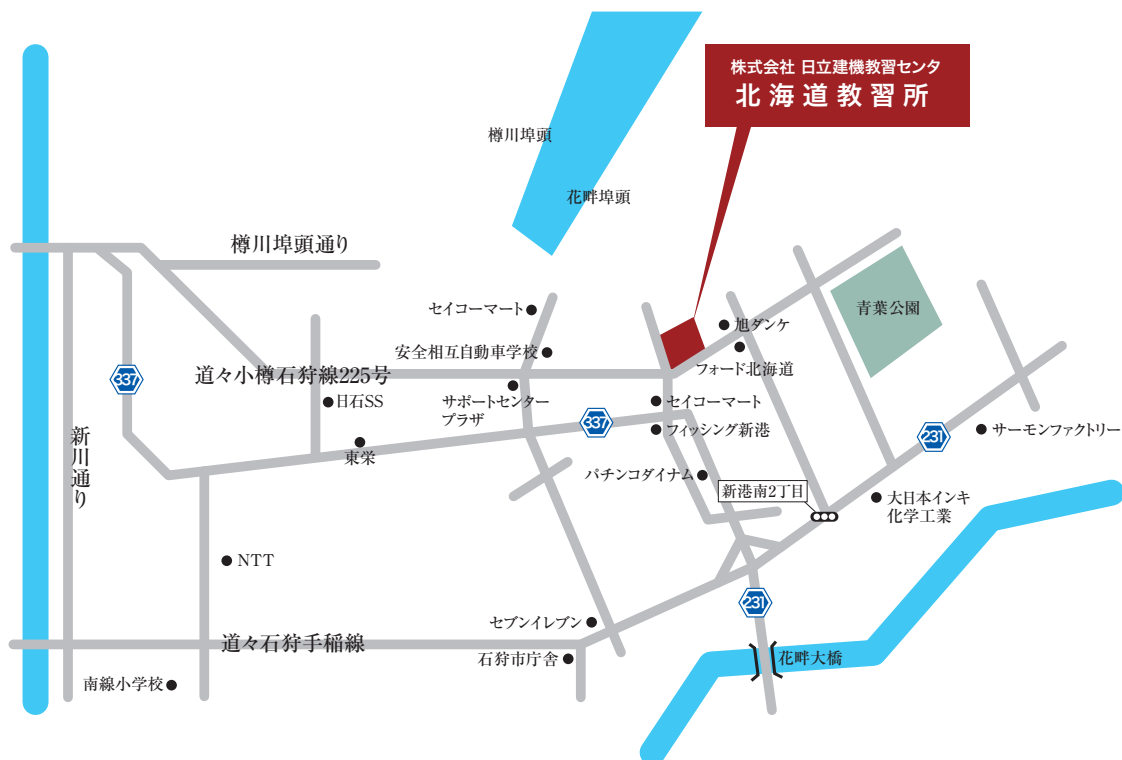 株式会社 日立建機教習センタ
北海道教習所
樽川埠頭
花畔埠頭
樽川埠頭通り
セイコーマート
青葉公園
旭ダンケ
安全相互自動車学校
フォード北海道
道々小樽石狩線225号
337
日石SS
サポートセンター
プラザ
セイコーマート
337
フィッシング新港
231
サーモンファクトリー
新川通り
東栄
パチンコダイナム
新港南2丁目
大日本インキ
化学工業
NTT
231
セブンイレブン
道々石狩手稲線
石狩市庁舎
花畔大橋
南線小学校